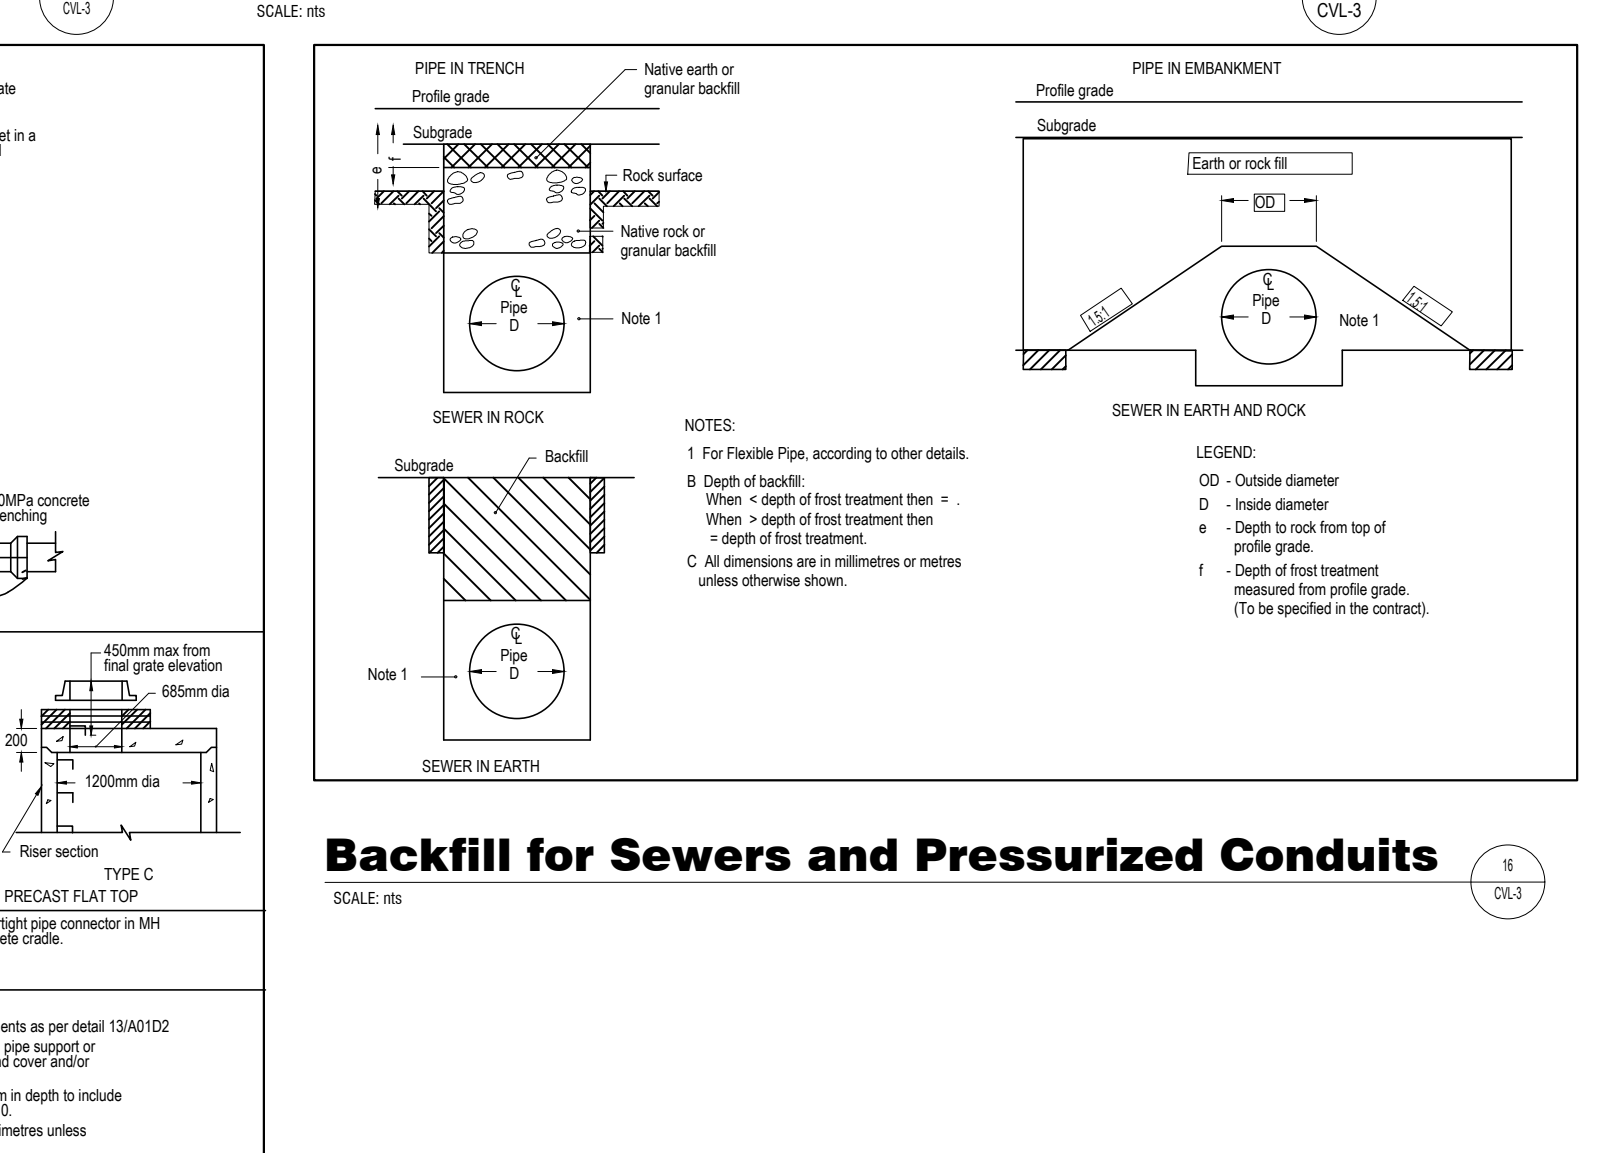 CVL-3
SCALE: nts
CVL-3
ate
et in a
0MPa concrete
enching
450mm max from
final grate elevation
685mm dia
200
1200mm dia
Riser section
TYPE C
PRECAST FLAT TOP
rtight pipe connector in MH
ete cradle.
ents as per detail 13/A01D2
pipe support or
nd cover and/or
m in depth to include
0.
imetres unless
PIPE IN TRENCH
Native earth or
granular backfill
Profile grade
Subgrade
e
f
Rock surface
Native rock or
granular backfill
CL
Pipe
D
Note 1
SEWER IN ROCK
Subgrade
Backfill
CL
Pipe
D
Note 1
SEWER IN EARTH
NOTES:
1 For Flexible Pipe, according to other details.
B Depth of backfill:
When < depth of frost treatment then = .
When > depth of frost treatment then
= depth of frost treatment.
C All dimensions are in millimetres or metres
unless otherwise shown.
PIPE IN EMBANKMENT
Profile grade
Subgrade
Earth or rock fill
OD
1.5:1
1.5:1
CL
Pipe
D
Note 1
SEWER IN EARTH AND ROCK
LEGEND:
OD - Outside diameter
D - Inside diameter
e - Depth to rock from top of
profile grade.
f - Depth of frost treatment
measured from profile grade.
(To be specified in the contract).
Backfill for Sewers and Pressurized Conduits
SCALE: nts
16
CVL-3